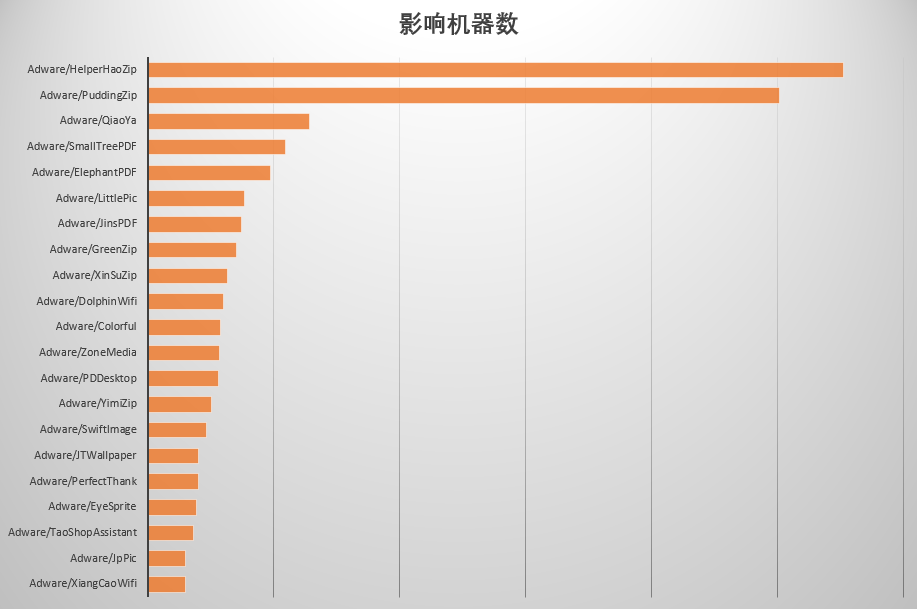 影响机器数
Adware/HelperHaoZip
Adware/PuddingZip
Adware/QiaoYa
Adware/SmallTreePDF
Adware/ElephantPDF
Adware/LittlePic
Adware/JinsPDF
Adware/GreenZip
Adware/XinSuZip
Adware/DolphinWifi
Adware/Colorful
Adware/ZoneMedia
Adware/PDDesktop
Adware/YimiZip
Adware/SwiftImage
Adware/JTWallpaper
Adware/PerfectThank
Adware/EyeSprite
Adware/TaoShopAssistant
Adware/JpPic
Adware/XiangCaoWifi